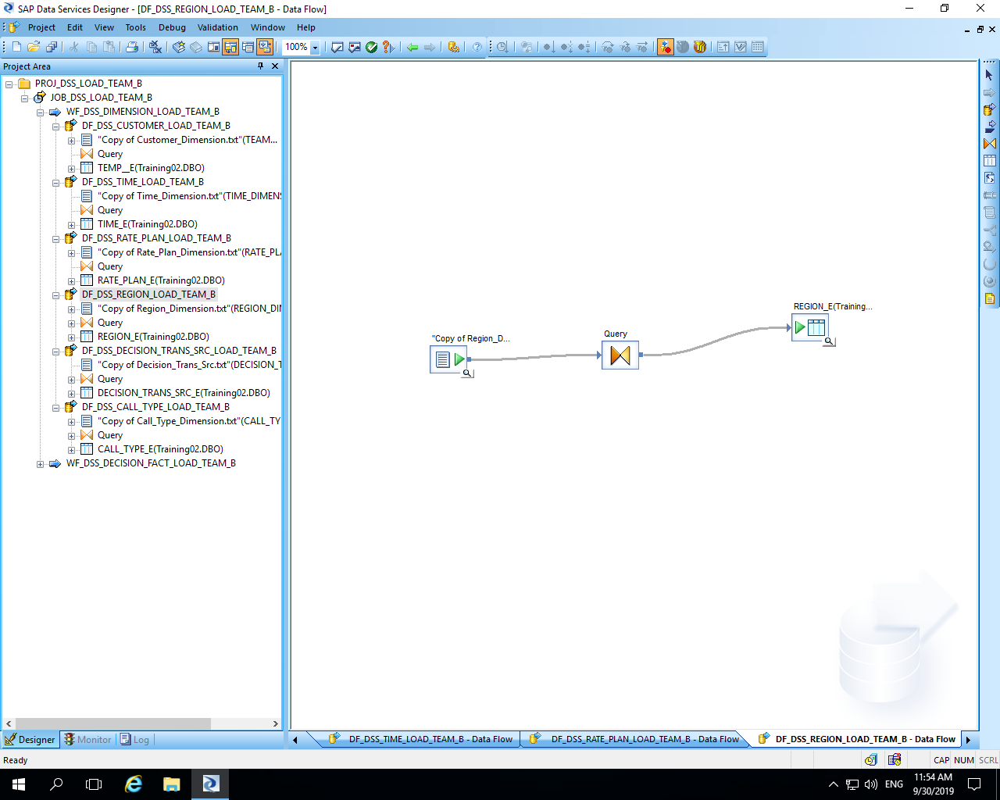 SAP Data Services Designer - [DF_DSS_REGION_LOAD_TEAM_B - Data Flow]
Project Edit View Tools Debug Validation Window Help
100%
Project Area
PROJ_DSS_LOAD_TEAM_B
JOB_DSS_LOAD_TEAM_B
WF_DSS_DIMENSION_LOAD_TEAM_B
DF_DSS_CUSTOMER_LOAD_TEAM_B
"Copy of Customer_Dimension.txt"(TEAM...
Query
TEMP__E(Training02.DBO)
DF_DSS_TIME_LOAD_TEAM_B
"Copy of Time_Dimension.txt"(TIME_DIMENS
Query
TIME_E(Training02.DBO)
DF_DSS_RATE_PLAN_LOAD_TEAM_B
"Copy of Rate_Plan_Dimension.txt"(RATE_PLA
Query
RATE_PLAN_E(Training02.DBO)
DF_DSS_REGION_LOAD_TEAM_B
"Copy of Region_Dimension.txt"(REGION_DIM
Query
REGION_E(Training02.DBO)
DF_DSS_DECISION_TRANS_SRC_LOAD_TEAM_B
"Copy of Decision_Trans_Src.txt"(DECISION_T
Query
DECISION_TRANS_SRC_E(Training02.DBO)
DF_DSS_CALL_TYPE_LOAD_TEAM_B
"Copy of Call_Type_Dimension.txt"(CALL_TY
Query
CALL_TYPE_E(Training02.DBO)
WF_DSS_DECISION_FACT_LOAD_TEAM_B
"Copy of Region_D...
Query
REGION_E(Training...
Designer Monitor Log
DF_DSS_TIME_LOAD_TEAM_B - Data Flow DF_DSS_RATE_PLAN_LOAD_TEAM_B - Data Flow DF_DSS_REGION_LOAD_TEAM_B - Data Flow
Ready
CAP NUM SCRL
ENG
11:54 AM
9/30/2019